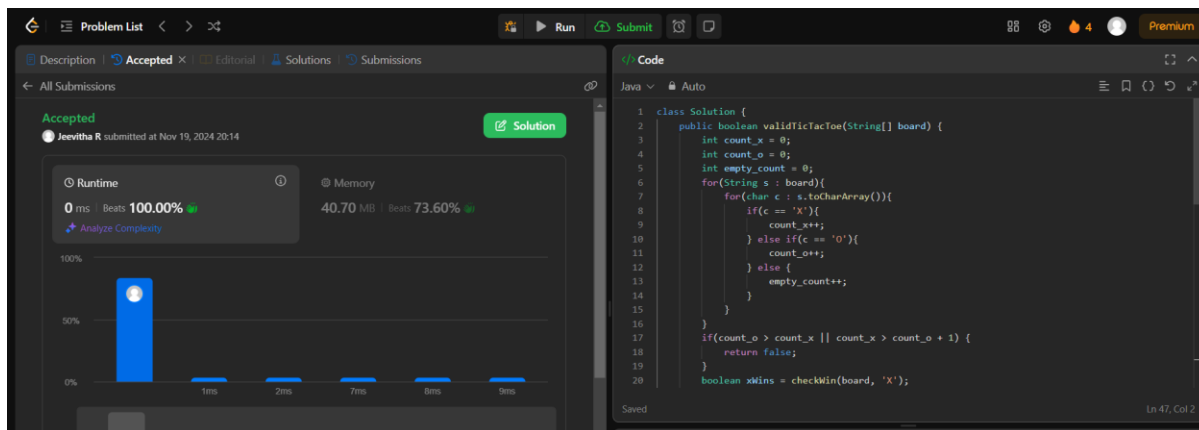 Problem List
Run
Submit
4
Premium
Description
Accepted
Editorial
Solutions
Submissions
All Submissions
Accepted
Jeevitha R submitted at Nov 19, 2024 20:14
Solution
Runtime
0 ms Beats 100.00%
Analyze Complexity
Memory
40.70 MB Beats 73.60%
100%
50%
0%
1ms 2ms 7ms 8ms 9ms
</> Code
Java Auto
1 class Solution {
2 public boolean validTicTacToe(String[] board) {
3 int count_x = 0;
4 int count_o = 0;
5 int empty_count = 0;
6 for(String s : board){
7 for(char c : s.toCharArray()){
8 if(c == 'X'){
9 count_x++;
10 } else if(c == 'O'){
11 count_o++;
12 } else {
13 empty_count++;
14 }
15 }
16 }
17 if(count_o > count_x || count_x > count_o + 1) {
18 return false;
19 }
20 boolean xWins = checkWin(board, 'X');
Saved
Ln 47, Col 2